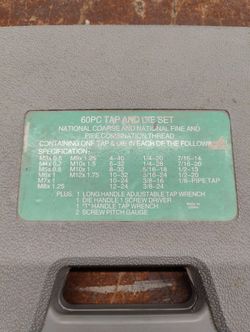 60PC TAP AND DIE SET
NATIONAL COARSE AND NATIONAL FINE AND
PIPE COMBINATION THREAD
CONTAINING ONE TAP & DIE IN EACH OF THE FOLLOWING
SPECIFICATION:
M3x0.5 M9x1.25 4-40 1/4-20 7/16-14
M4x0.7 M10x1.5 6-32 1/4-28 7/16-20
M5x0.8 M10x1.25 8-32 5/16-18 1/2-13
M6x1 M12x1.75 10-32 5/16-24 1/2-20
M7x1 10-24 3/8-16 1/8-PIPE TAP
M8x1.25 12-24 3/8-24
PLUS: 1 LONG HANDLE ADJUSTABLE TAP WRENCH
1 DIE HANDLE 1 SCREW DRIVER
1 "T" HANDLE TAP WRENCH
2 SCREW PITCH GAUGE